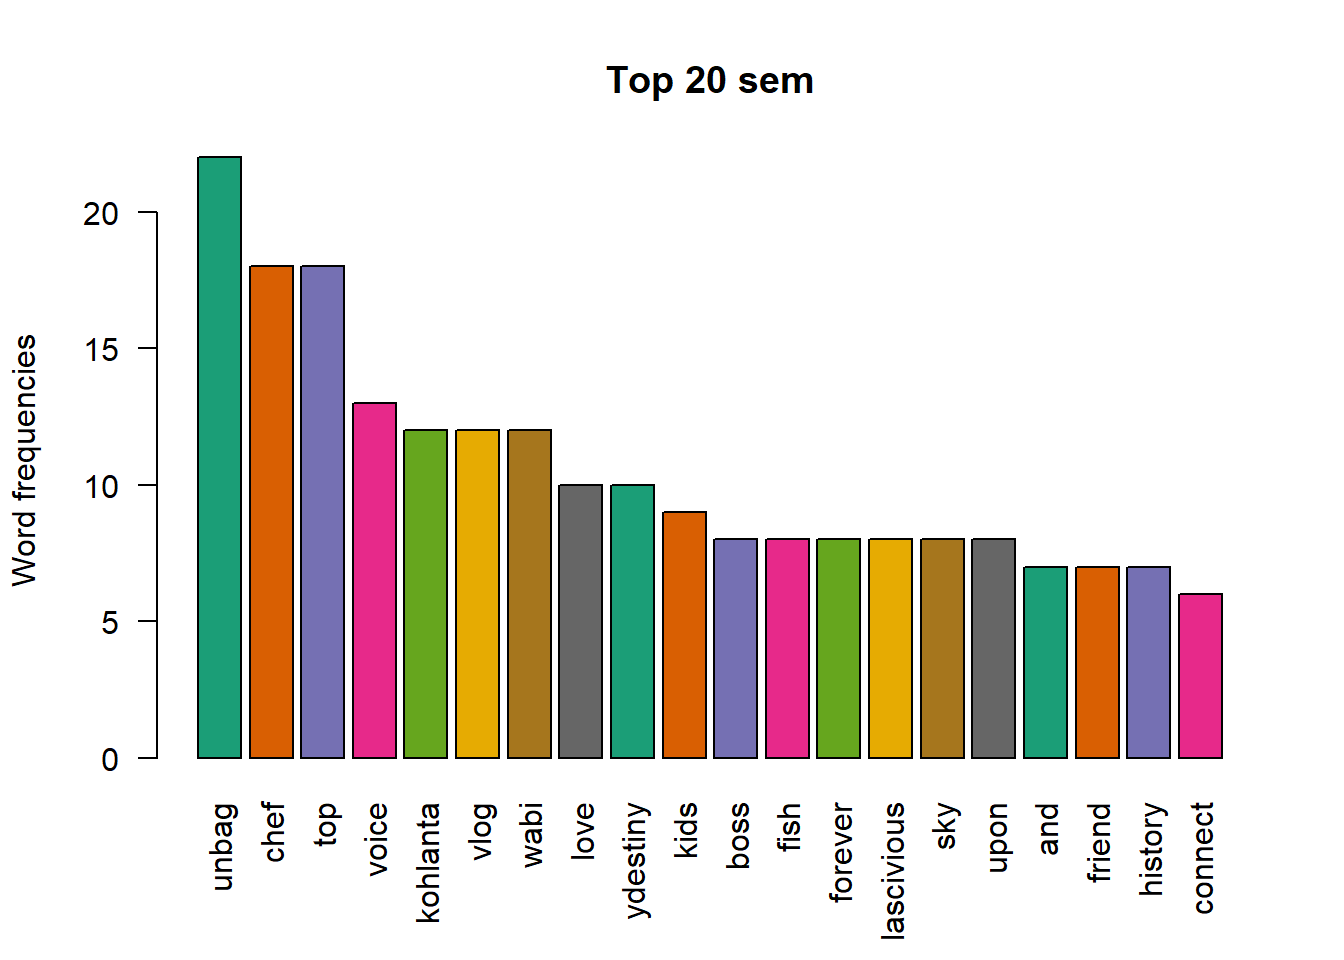 Top 20 sem
Word frequencies
20
15
10
5
0
unbag
chef
top
voice
kohlanta
vlog
wabi
love
ydestiny
kids
boss
fish
forever
lascivious
sky
upon
and
friend
history
connect